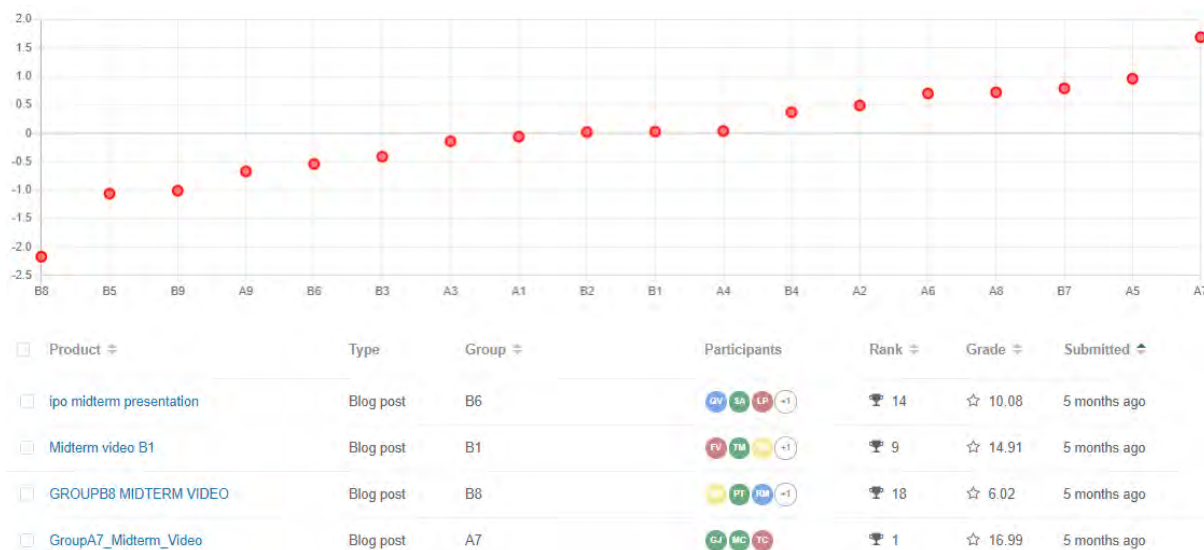 2.0
1.5
1.0
0.5
0
-0.5
-1.0
-1.5
-2.0
-2.5
B8 B5 B9 A9 B6 B3 A3 A1 B2 B1 A4 B4 A2 A6 A8 B7 A5 A7
Product Type Group Participants Rank Grade Submitted
ipo midterm presentation Blog post B6 QV SA LP +1 14 10.08 5 months ago
Midterm video B1 Blog post B1 FV TM +1 9 14.91 5 months ago
GROUPB8 MIDTERM VIDEO Blog post B8 PT RM +1 18 6.02 5 months ago
GroupA7_Midterm_Video Blog post A7 GJ MC TC 1 16.99 5 months ago